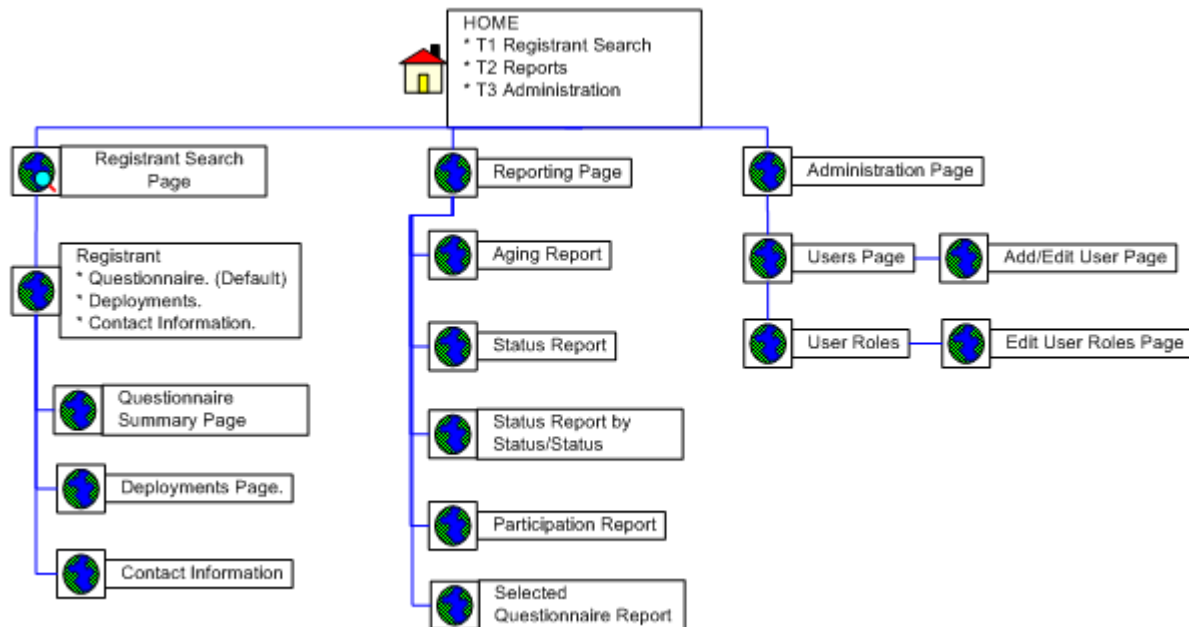 HOME
* T1 Registrant Search
* T2 Reports
* T3 Administration
Registrant Search
Page
Registrant
* Questionnaire. (Default)
* Deployments.
* Contact Information.
Questionnaire
Summary Page
Deployments Page.
Contact Information
Reporting Page
Aging Report
Status Report
Status Report by
Status/Status
Participation Report
Selected
Questionnaire Report
Administration Page
Users Page
Add/Edit User Page
User Roles
Edit User Roles Page